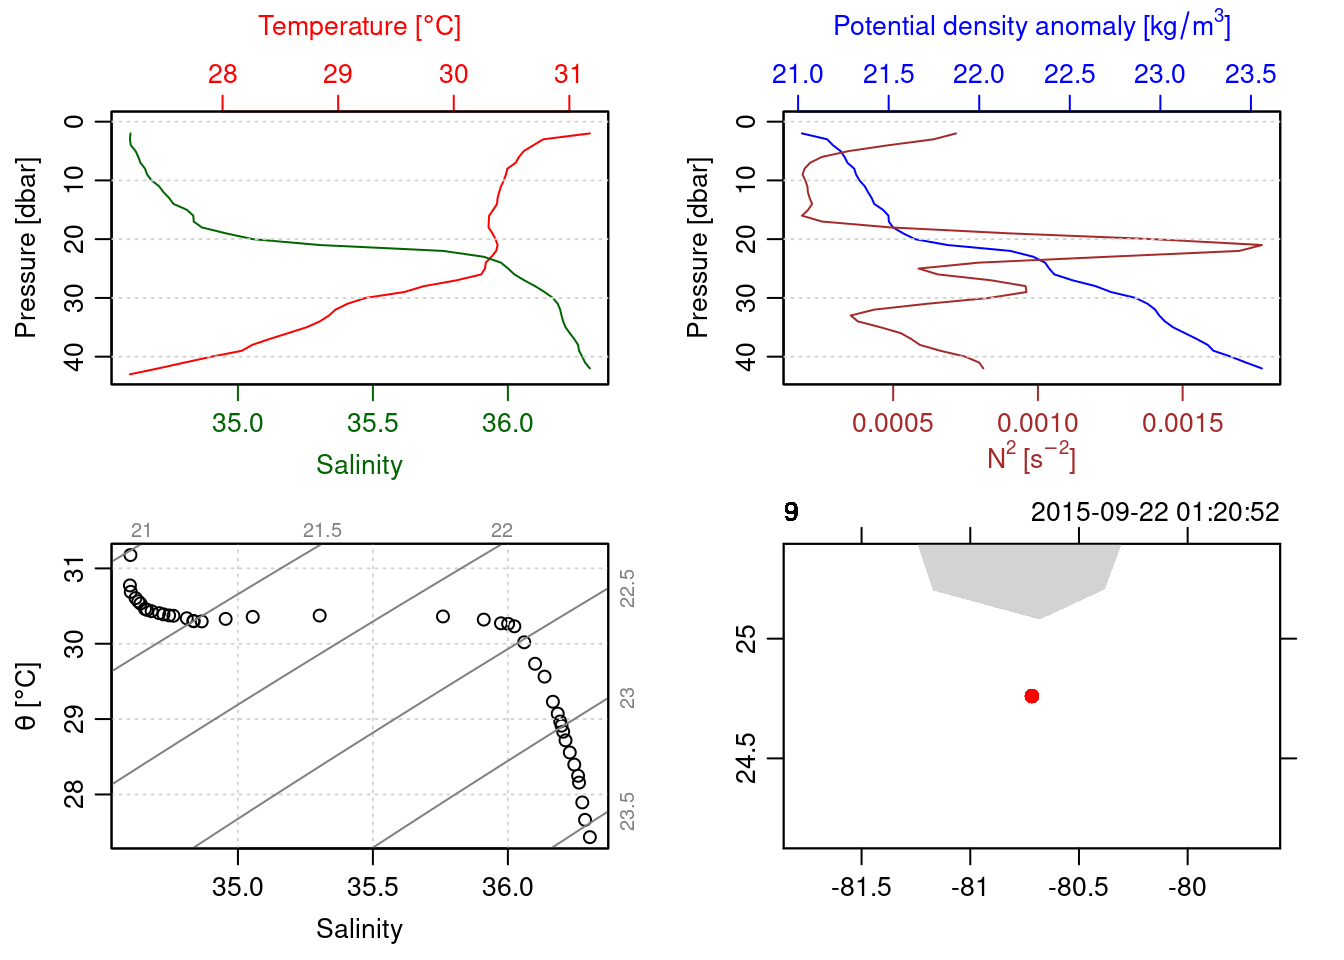 Temperature [°C]
28 29 30 31
0
10
20
30
40
Pressure [dbar]
35.0 35.5 36.0
Salinity
Potential density anomaly [kg/m³]
21.0 21.5 22.0 22.5 23.0 23.5
0
10
20
30
40
Pressure [dbar]
0.0005 0.0010 0.0015
N² [s⁻²]
21 21.5 22
22.5
23
23.5
31
30
29
28
θ [°C]
35.0 35.5 36.0
Salinity
2015-09-22 01:20:52
25
24.5
-81.5 -81 -80.5 -80